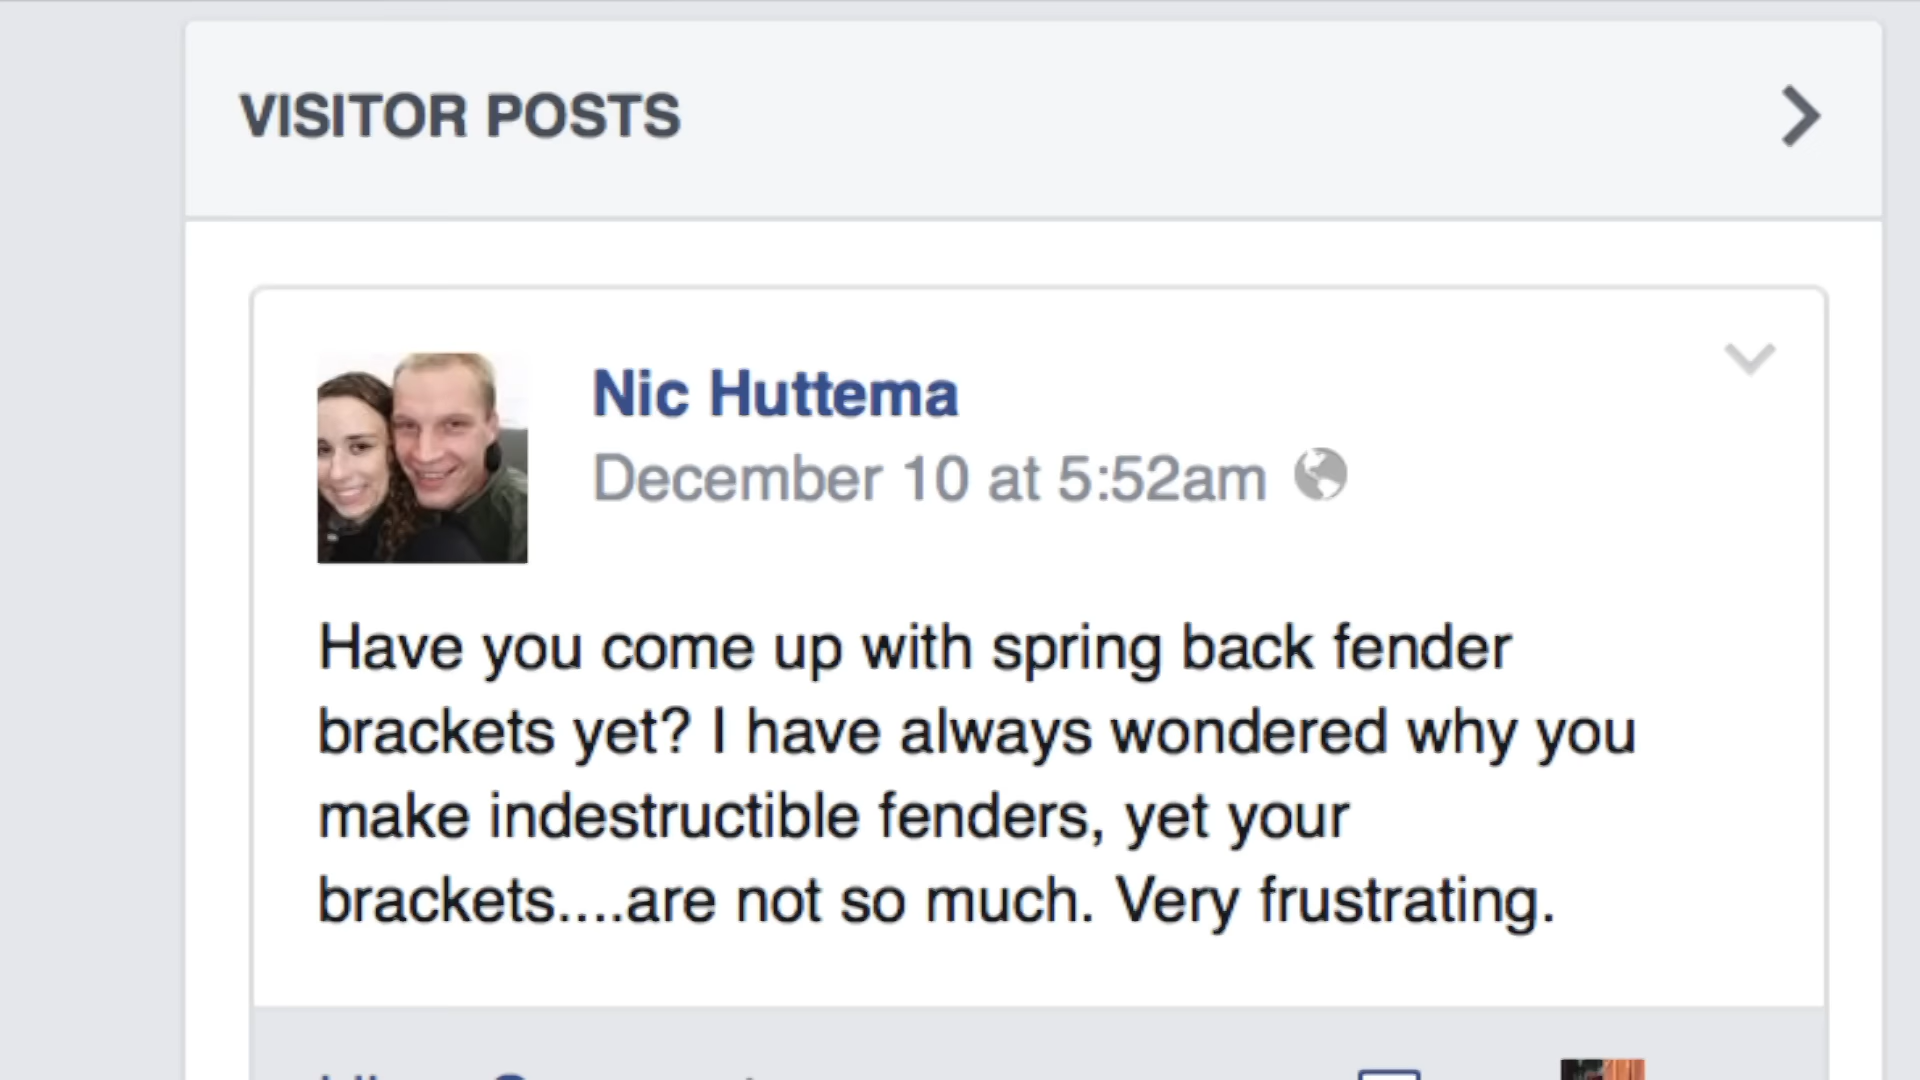 VISITOR POSTS
Nic Huttema
December 10 at 5:52am
Have you come up with spring back fender
brackets yet? I have always wondered why you
make indestructible fenders, yet your
brackets....are not so much. Very frustrating.